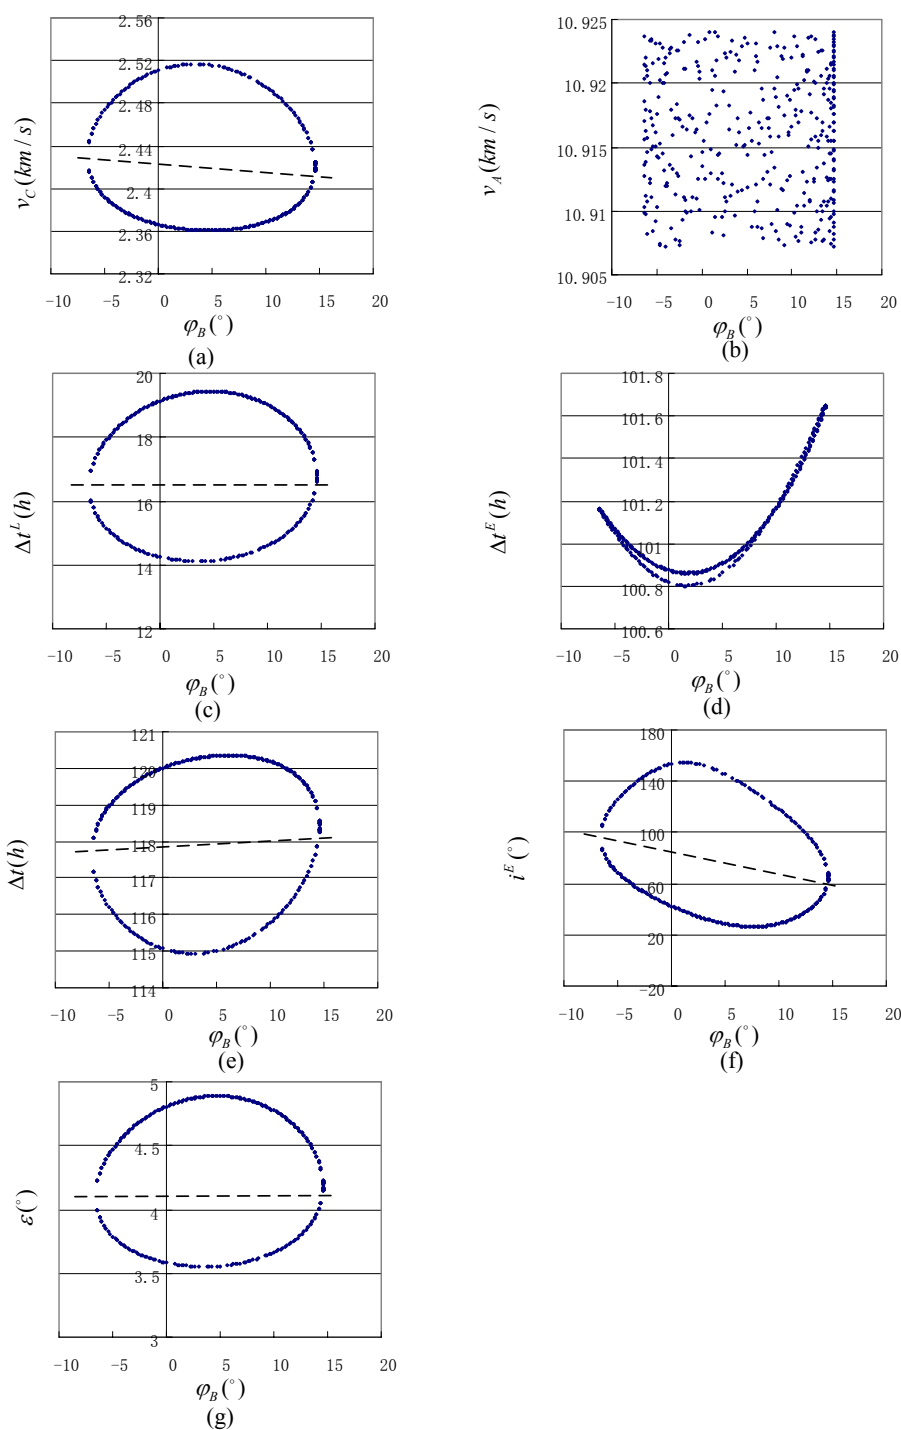 2.56
2.52
2.48
2.44
2.4
2.36
2.32
v_C (km / s)
-10 -5 0 5 10 15 20
φ_B (°)
(a)
10.925
10.92
10.915
10.91
10.905
v_A (km / s)
-10 -5 0 5 10 15 20
φ_B (°)
(b)
20
18
16
14
12
Δt^L (h)
-10 -5 0 5 10 15 20
φ_B (°)
(c)
101.8
101.6
101.4
101.2
101
100.8
100.6
Δt^E (h)
-10 -5 0 5 10 15 20
φ_B (°)
(d)
121
120
119
118
117
116
115
114
Δt(h)
-10 -5 0 5 10 15 20
φ_B (°)
(e)
180
140
100
60
20
-20
i^E (°)
-10 -5 0 5 10 15 20
φ_B (°)
(f)
5
4.5
4
3.5
3
ε(°)
-10 -5 0 5 10 15 20
φ_B (°)
(g)